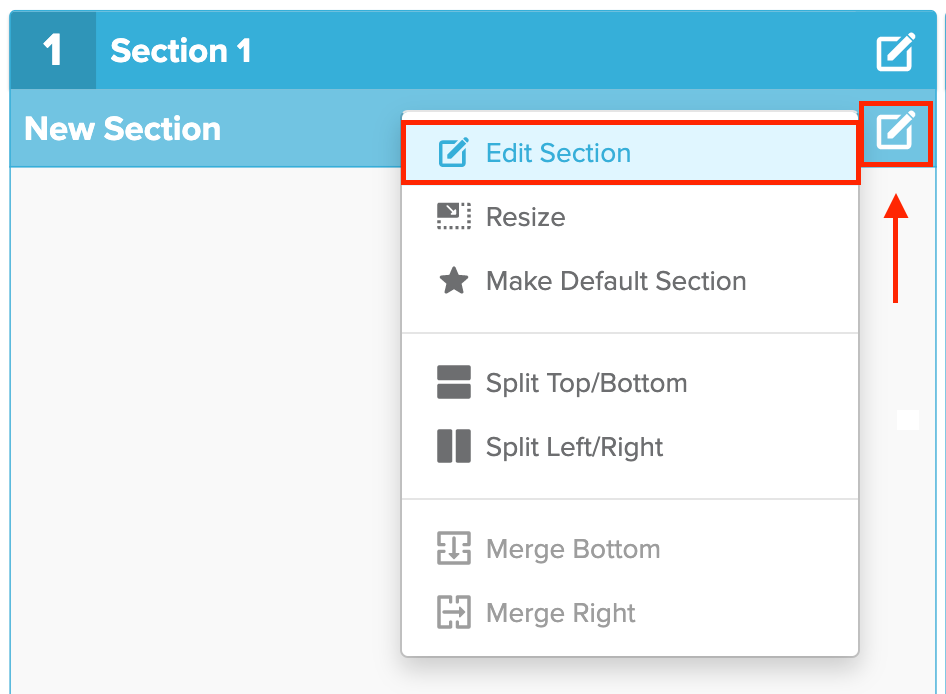 1 Section 1
New Section
Edit Section
Resize
Make Default Section
Split Top/Bottom
Split Left/Right
Merge Bottom
Merge Right